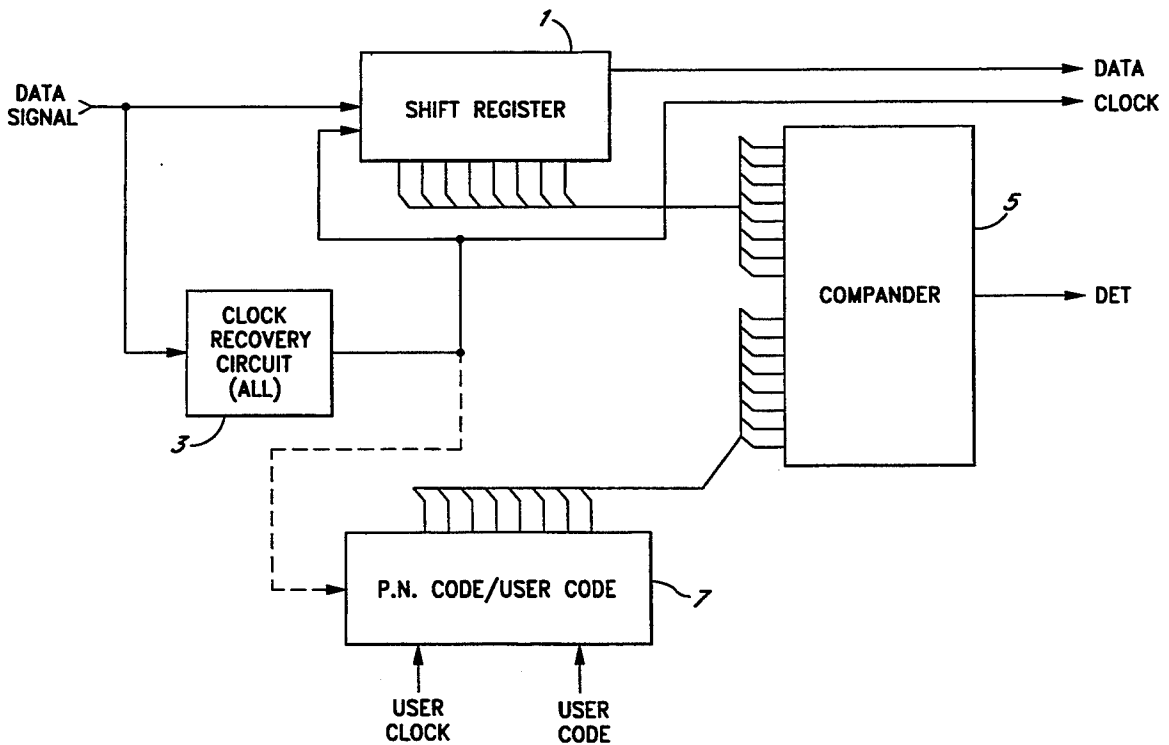 1
DATA
SIGNAL
SHIFT REGISTER
DATA
CLOCK
5
COMPANDER
DET
CLOCK
RECOVERY
CIRCUIT
(ALL)
3
P.N. CODE/USER CODE
7
USER
CLOCK
USER
CODE